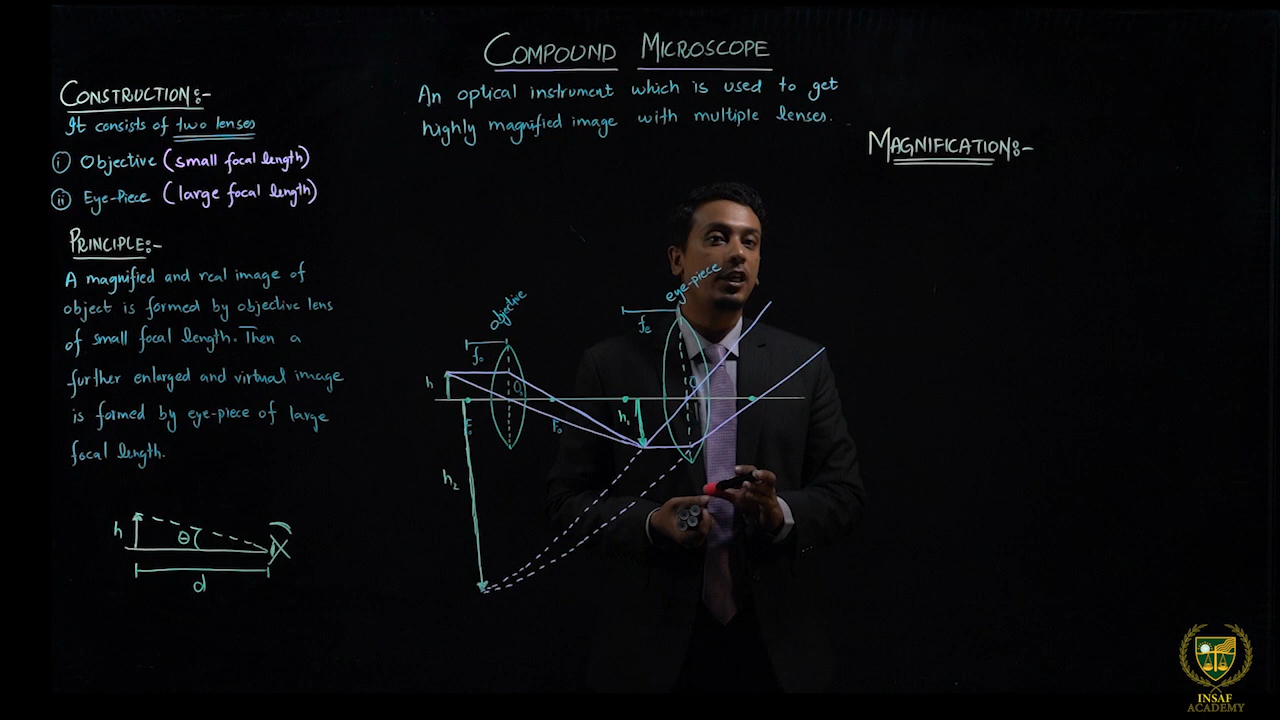 COMPOUND MICROSCOPE
An optical instrument which is used to get
highly magnified image with multiple lenses.
CONSTRUCTION:-
It consists of two lenses
i Objective (small focal length)
ii Eye-Piece (large focal length)
PRINCIPLE:-
A magnified and real image of
object is formed by objective lens
of small focal length. Then a
further enlarged and virtual image
is formed by eye-piece of large
focal length.
h
θ
d
MAGNIFICATION:-
objective
eye-piece
fo
fe
h
Fo
h1
h2
INSAF
ACADEMY